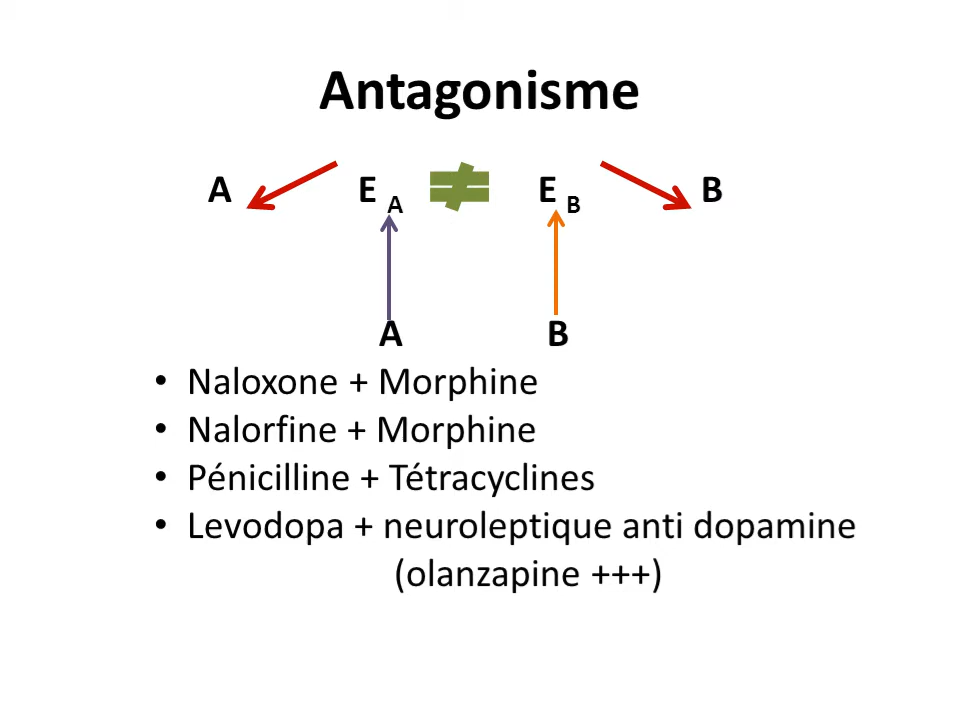 Antagonisme
A E A ≠ E B B
A B
• Naloxone + Morphine
• Nalorfine + Morphine
• Pénicilline + Tétracyclines
• Levodopa + neuroleptique anti dopamine
(olanzapine +++)